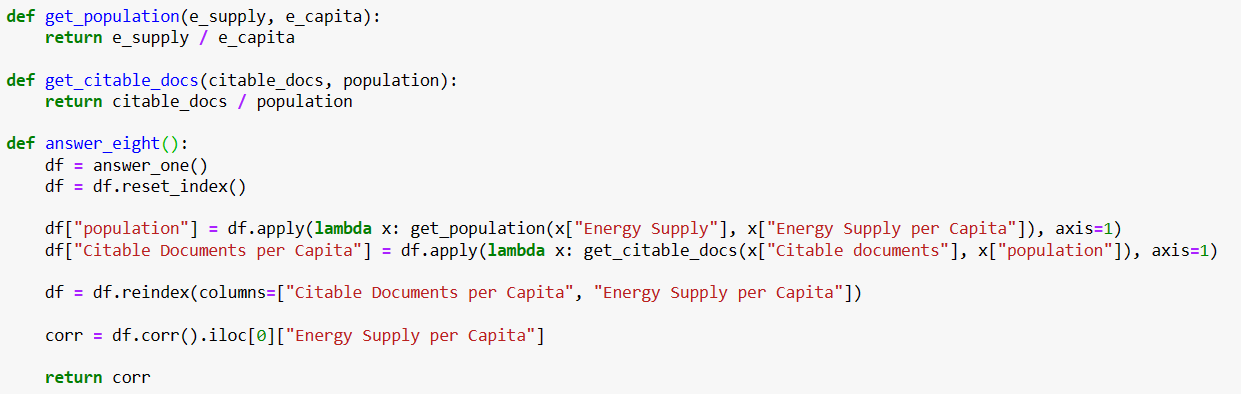 def get_population(e_supply, e_capita):
    return e_supply / e_capita

def get_citable_docs(citable_docs, population):
    return citable_docs / population

def answer_eight():
    df = answer_one()
    df = df.reset_index()

    df["population"] = df.apply(lambda x: get_population(x["Energy Supply"], x["Energy Supply per Capita"]), axis=1)
    df["Citable Documents per Capita"] = df.apply(lambda x: get_citable_docs(x["Citable documents"], x["population"]), axis=1)

    df = df.reindex(columns=["Citable Documents per Capita", "Energy Supply per Capita"])

    corr = df.corr().iloc[0]["Energy Supply per Capita"]

    return corr